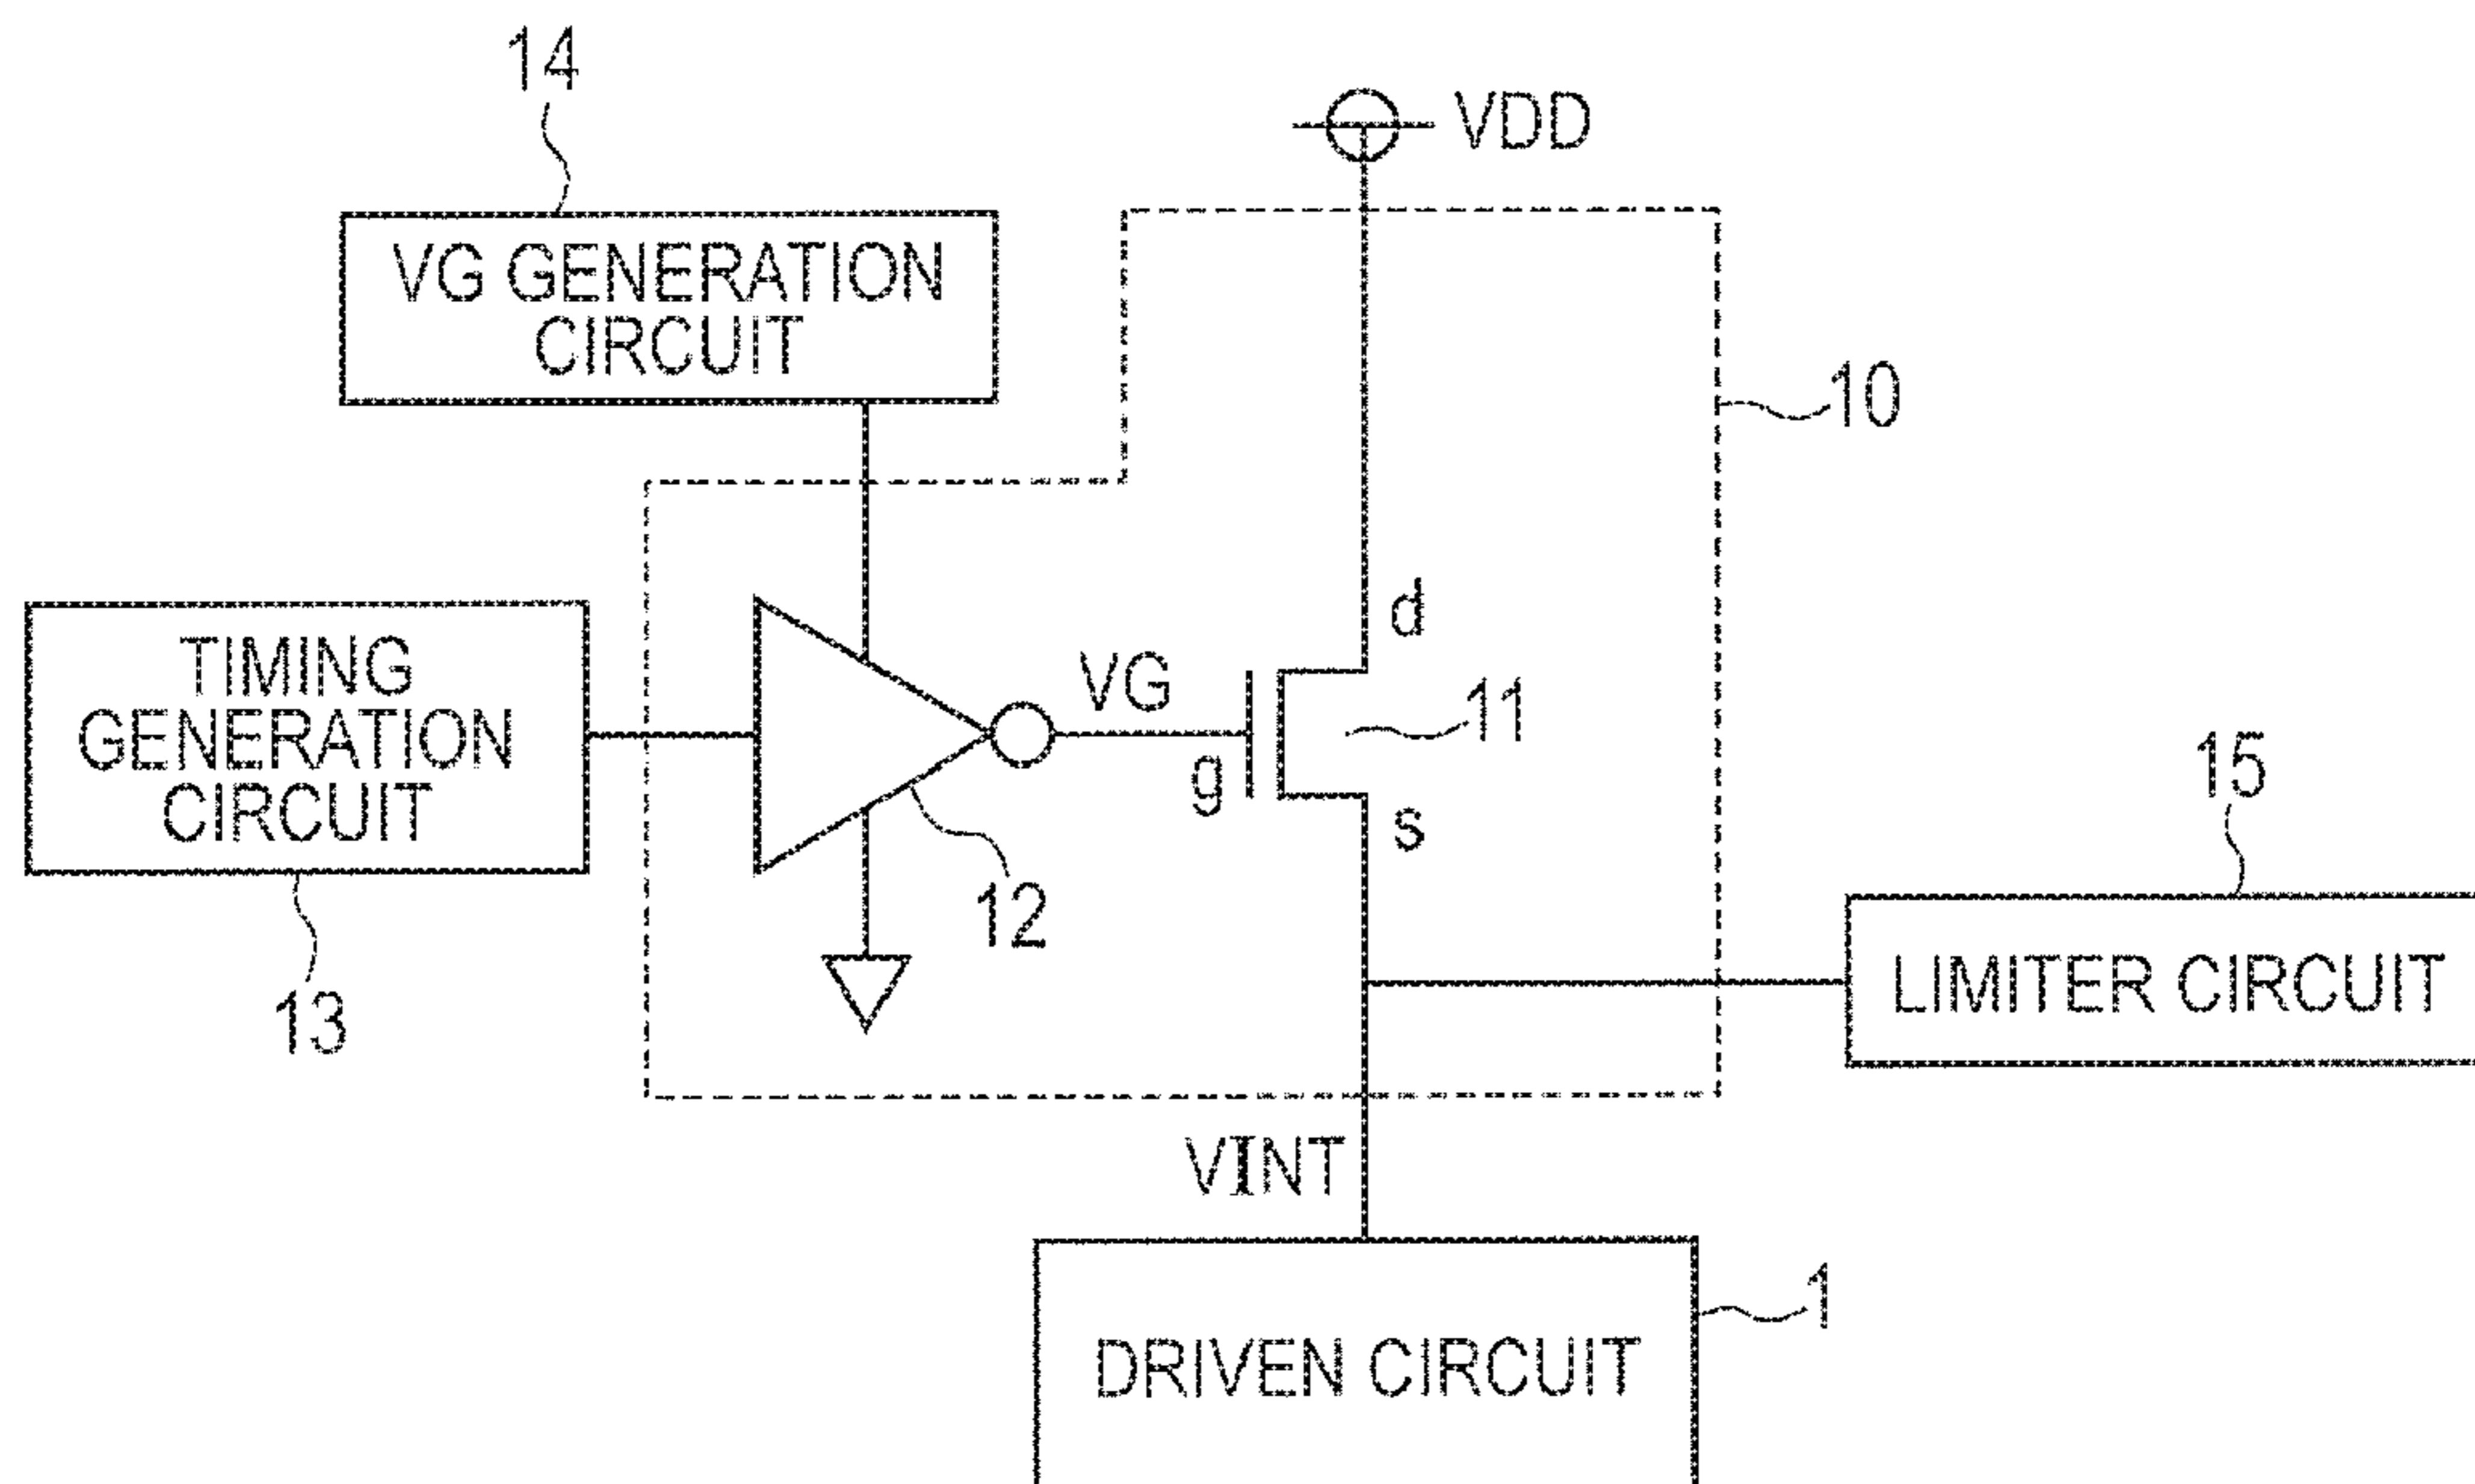 14
VDD
VG GENERATION
CIRCUIT
10
d
TIMING
GENERATION
CIRCUIT
VG
11
g
s
15
12
LIMITER CIRCUIT
13
VINT
1
DRIVEN CIRCUIT